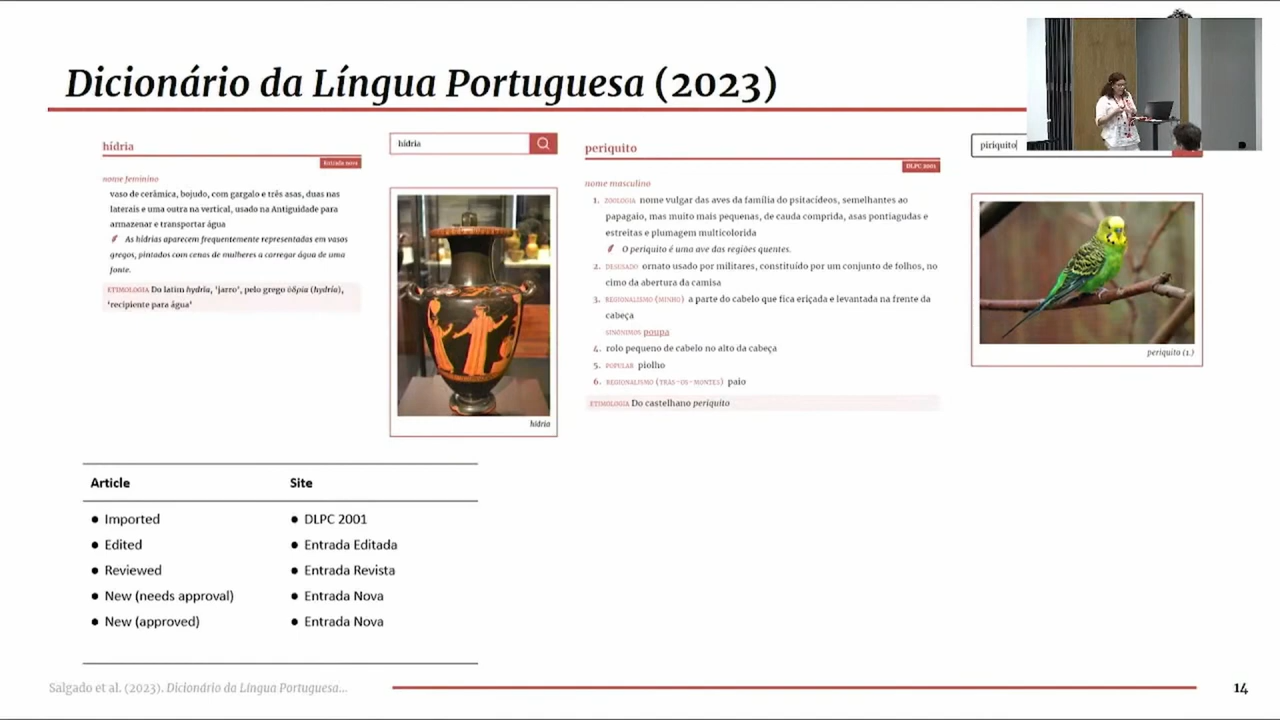 Dicionário da Língua Portuguesa (2023)
hídria
Entrada nova
nome feminino
vaso de cerâmica, bojudo, com gargalo e três asas, duas nas
laterais e uma outra na vertical, usado na Antiguidade para
armazenar e transportar água
As hídrias aparecem frequentemente representadas em vasos
gregos, pintados com cenas de mulheres a carregar água de uma
fonte.
ETIMOLOGIA Do latim hydria, 'jarro', pelo grego ὑδρια (hydría),
'recipiente para água'
hídria
hídria
periquito
DLPC 2001
nome masculino
1. ZOOLOGIA nome vulgar das aves da família do psitacídeos, semelhantes ao
papagaio, mas muito mais pequenas, de cauda comprida, asas pontiagudas e
estreitas e plumagem multicolorida
O periquito é uma ave das regiões quentes.
2. DESUSADO ornato usado por militares, constituído por um conjunto de folhos, no
cimo da abertura da camisa
3. REGIONALISMO (MINHO) a parte do cabelo que fica eriçada e levantada na frente da
cabeça
SINÓNIMOS poupa
4. rolo pequeno de cabelo no alto da cabeça
5. POPULAR piolho
6. REGIONALISMO (TRÁS-OS-MONTES) paio
ETIMOLOGIA Do castelhano periquito
piriquito
periquito (1.)
Article Site
● Imported ● DLPC 2001
● Edited ● Entrada Editada
● Reviewed ● Entrada Revista
● New (needs approval) ● Entrada Nova
● New (approved) ● Entrada Nova
Salgado et al. (2023). Dicionário da Língua Portuguesa...
14